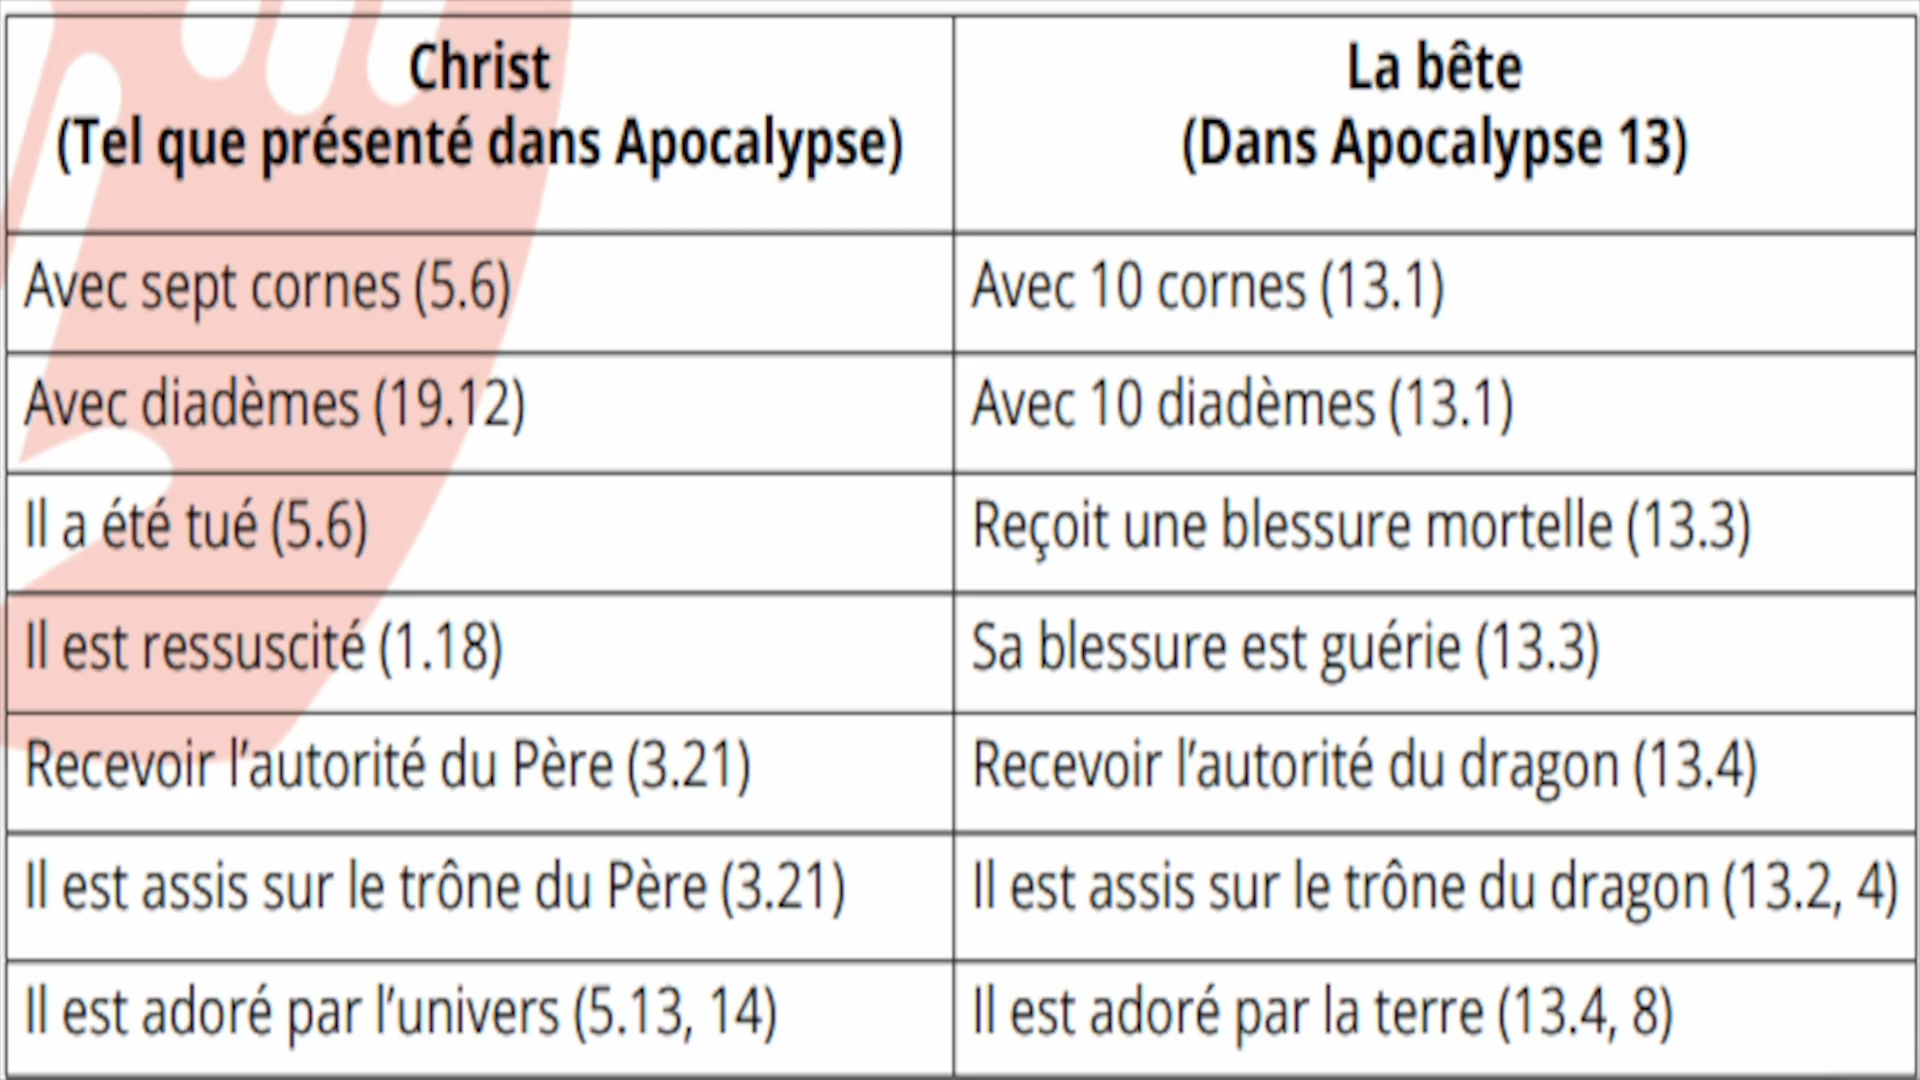 Christ
(Tel que présenté dans Apocalypse)
La bête
(Dans Apocalypse 13)
Avec sept cornes (5.6)
Avec 10 cornes (13.1)
Avec diadèmes (19.12)
Avec 10 diadèmes (13.1)
Il a été tué (5.6)
Reçoit une blessure mortelle (13.3)
Il est ressuscité (1.18)
Sa blessure est guérie (13.3)
Recevoir l’autorité du Père (3.21)
Recevoir l’autorité du dragon (13.4)
Il est assis sur le trône du Père (3.21)
Il est assis sur le trône du dragon (13.2, 4)
Il est adoré par l’univers (5.13, 14)
Il est adoré par la terre (13.4, 8)